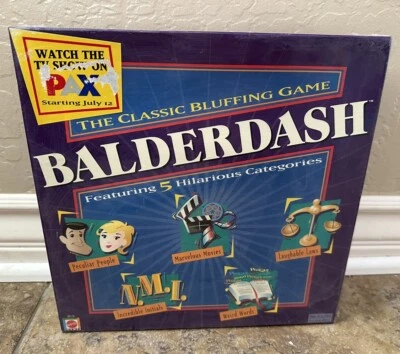 WATCH THE
TV SHOW ON
PAX
Starting July 12
THE CLASSIC BLUFFING GAME
BALDERDASH™
Featuring 5 Hilarious Categories
Peculiar People
Marvelous Movies
Laughable Laws
N.M.I.
Incredible Initials
Weird Words